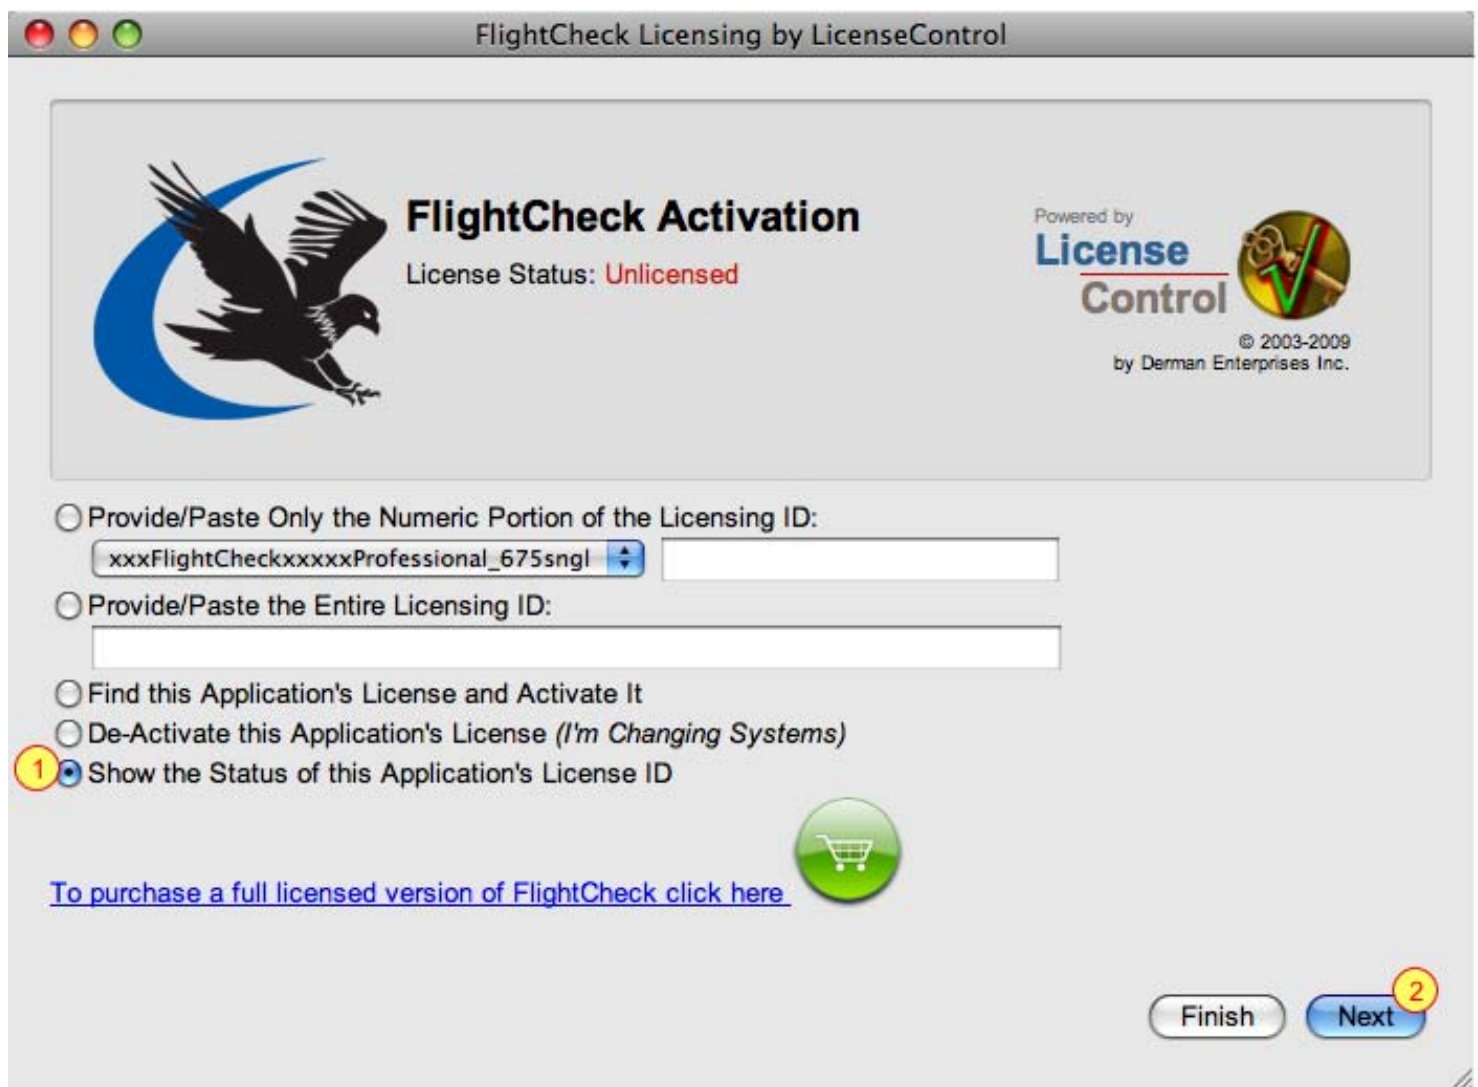 FlightCheck Licensing by LicenseControl
FlightCheck Activation
License Status: Unlicensed
Powered by
License
Control
© 2003-2009
by Derman Enterprises Inc.
Provide/Paste Only the Numeric Portion of the Licensing ID:
xxxFlightCheckxxxxxProfessional_675sngl
Provide/Paste the Entire Licensing ID:
Find this Application's License and Activate It
De-Activate this Application's License (I'm Changing Systems)
1 Show the Status of this Application's License ID
To purchase a full licensed version of FlightCheck click here
Finish Next 2